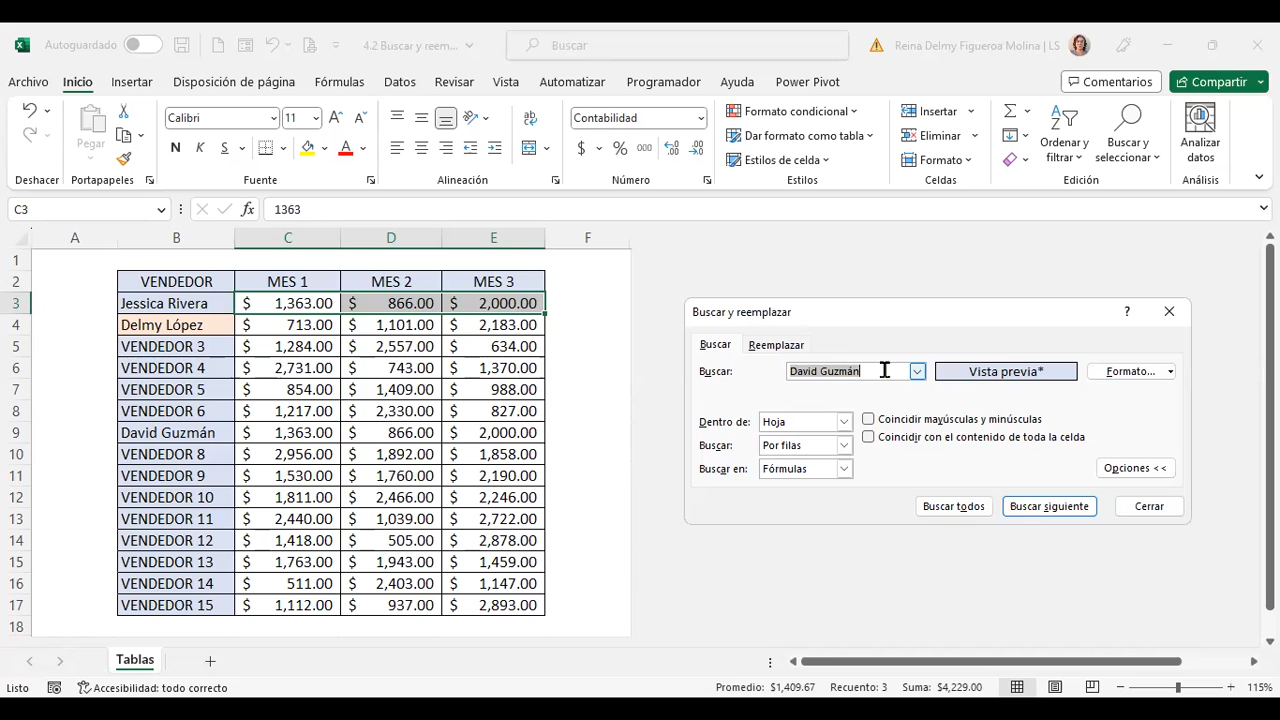 Autoguardado 4.2 Buscar y reem... Buscar Reina Delmy Figueroa Molina | LS
Archivo Inicio Insertar Disposición de página Fórmulas Datos Revisar Vista Automatizar Programador Ayuda Power Pivot Comentarios Compartir
Pegar Calibri 11 ab Contabilidad Formato condicional Insertar Ordenar y filtrar Buscar y seleccionar Analizar datos
N K S A $ % 000 Dar formato como tabla Eliminar
Estilos de celda Formato
Deshacer Portapapeles Fuente Alineación Número Estilos Celdas Edición Análisis
C3 fx 1363
A B C D E F
1
2 VENDEDOR MES 1 MES 2 MES 3
3 Jessica Rivera $ 1,363.00 $ 866.00 $ 2,000.00
4 Delmy López $ 713.00 $ 1,101.00 $ 2,183.00
5 VENDEDOR 3 $ 1,284.00 $ 2,557.00 $ 634.00
6 VENDEDOR 4 $ 2,731.00 $ 743.00 $ 1,370.00
7 VENDEDOR 5 $ 854.00 $ 1,409.00 $ 988.00
8 VENDEDOR 6 $ 1,217.00 $ 2,330.00 $ 827.00
9 David Guzmán $ 1,363.00 $ 866.00 $ 2,000.00
10 VENDEDOR 8 $ 2,956.00 $ 1,892.00 $ 1,858.00
11 VENDEDOR 9 $ 1,530.00 $ 1,760.00 $ 2,190.00
12 VENDEDOR 10 $ 1,811.00 $ 2,466.00 $ 2,246.00
13 VENDEDOR 11 $ 2,440.00 $ 1,039.00 $ 2,722.00
14 VENDEDOR 12 $ 1,418.00 $ 505.00 $ 2,878.00
15 VENDEDOR 13 $ 1,763.00 $ 1,943.00 $ 1,459.00
16 VENDEDOR 14 $ 511.00 $ 2,403.00 $ 1,147.00
17 VENDEDOR 15 $ 1,112.00 $ 937.00 $ 2,893.00
18
Buscar y reemplazar ?
Buscar Reemplazar
Buscar: David Guzmán Vista previa* Formato...
Dentro de: Hoja Coincidir mayúsculas y minúsculas
Buscar: Por filas Coincidir con el contenido de toda la celda
Buscar en: Fórmulas Opciones <<
Buscar todos Buscar siguiente Cerrar
Tablas
Listo Accesibilidad: todo correcto Promedio: $1,409.67 Recuento: 3 Suma: $4,229.00 115%